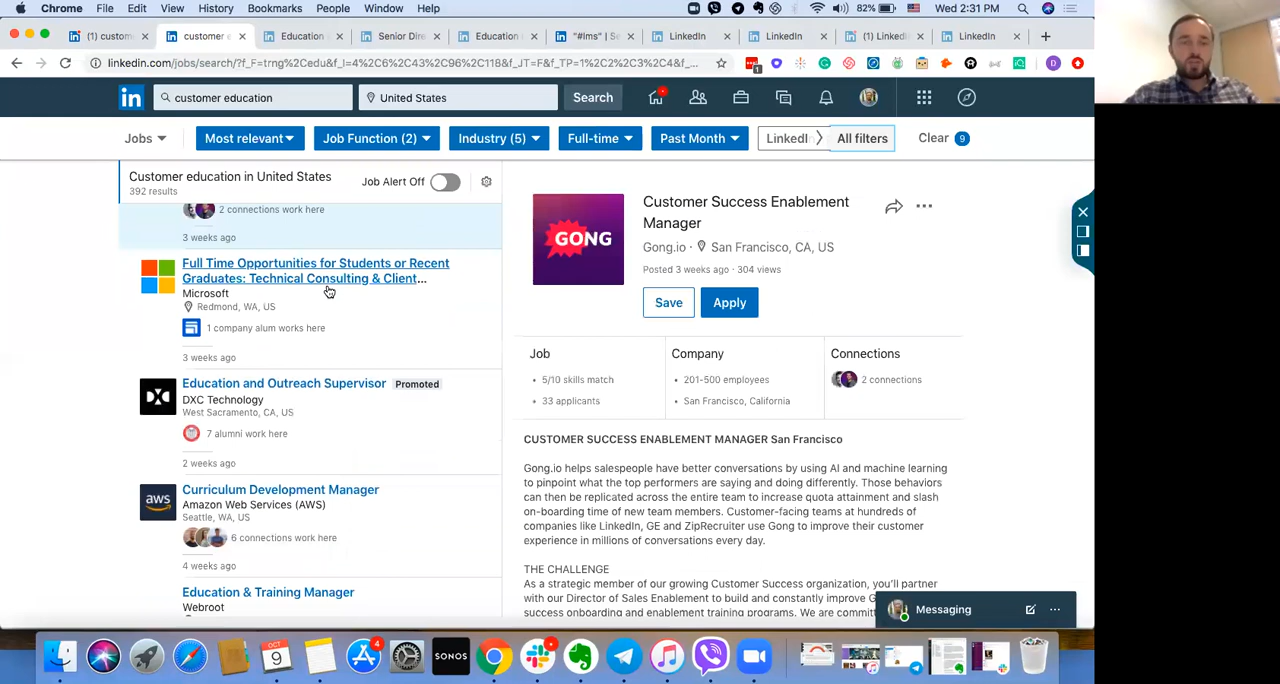 Chrome File Edit View History Bookmarks People Window Help
82% Wed 2:31 PM
(1) custom
customer e
Education
Senior Dire
Education
"#lms" | Se
LinkedIn
LinkedIn
(1) Linked
LinkedIn
linkedin.com/jobs/search/?f_F=trng%2Cedu&f_I=4%2C6%2C43%2C96%2C118&f_JT=F&f_TP=1%2C2%2C3%2C4&f_...
in customer education United States Search
Jobs Most relevant Job Function (2) Industry (5) Full-time Past Month LinkedIn All filters Clear 9
Customer education in United States
392 results
Job Alert Off
2 connections work here
3 weeks ago
Full Time Opportunities for Students or Recent
Graduates: Technical Consulting & Client...
Microsoft
Redmond, WA, US
1 company alum works here
3 weeks ago
Education and Outreach Supervisor Promoted
DXC Technology
West Sacramento, CA, US
7 alumni work here
2 weeks ago
aws
Curriculum Development Manager
Amazon Web Services (AWS)
Seattle, WA, US
6 connections work here
4 weeks ago
Education & Training Manager
Webroot
GONG
Customer Success Enablement
Manager
Gong.io · San Francisco, CA, US
Posted 3 weeks ago · 304 views
Save Apply
Job
5/10 skills match
33 applicants
Company
201-500 employees
San Francisco, California
Connections
2 connections
CUSTOMER SUCCESS ENABLEMENT MANAGER San Francisco
Gong.io helps salespeople have better conversations by using AI and machine learning
to pinpoint what the top performers are saying and doing differently. Those behaviors
can then be replicated across the entire team to increase quota attainment and slash
on-boarding time of new team members. Customer-facing teams at hundreds of
companies like LinkedIn, GE and ZipRecruiter use Gong to improve their customer
experience in millions of conversations every day.
THE CHALLENGE
As a strategic member of our growing Customer Success organization, you'll partner
with our Director of Sales Enablement to build and constantly improve G
success onboarding and enablement training programs. We are commit
Messaging
OCT
9
4
SONOS